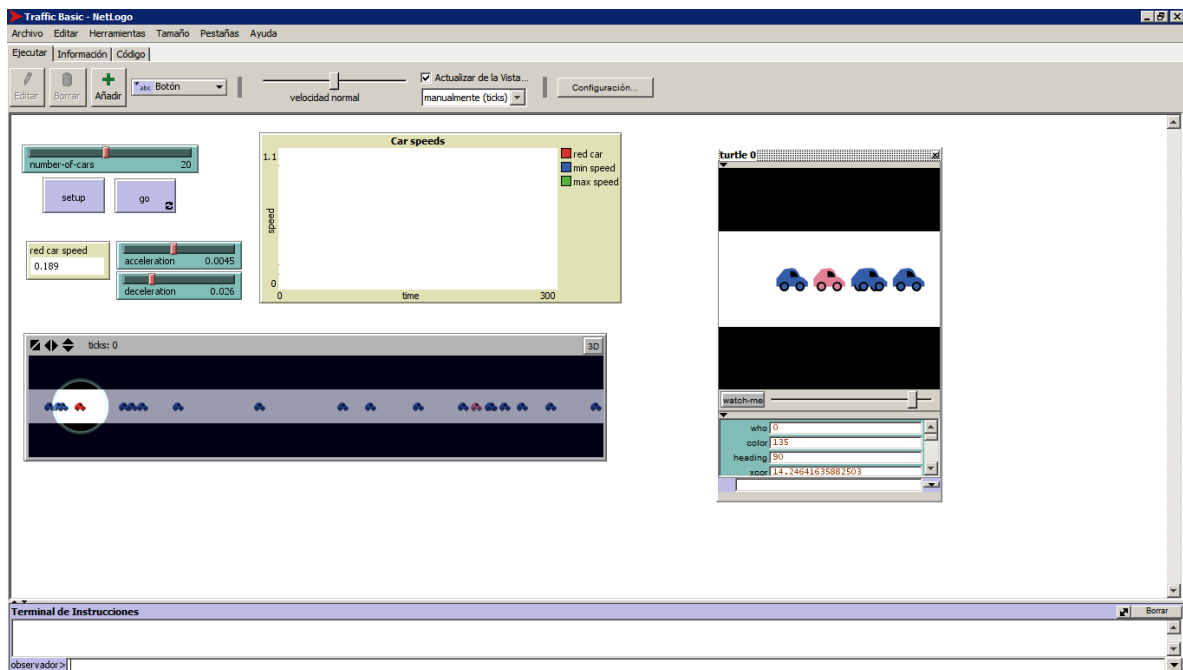 Traffic Basic - NetLogo
Archivo Editar Herramientas Tamaño Pestañas Ayuda
Ejecutar Información Código
Editar Borrar Añadir abc Botón velocidad normal Actualizar de la Vista... manualmente (ticks) Configuración...
number-of-cars 20
setup go
red car speed
0.189
acceleration 0.0045
deceleration 0.026
Car speeds
1.1
speed
0
0 time 300
red car
min speed
max speed
ticks: 0 3D
turtle 0
watch-me
who 0
color 135
heading 90
xcor 14.24641635882503
Terminal de Instrucciones Borrar
observador>